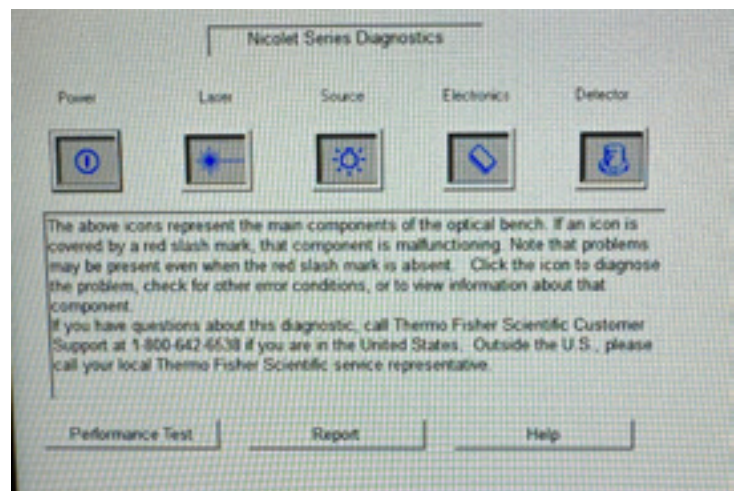 Nicolet Series Diagnostics
Power Laser Source Electronics Detector
The above icons represent the main components of the optical bench. If an icon is
covered by a red slash mark, that component is malfunctioning. Note that problems
may be present even when the red slash mark is absent. Click the icon to diagnose
the problem, check for other error conditions, or to view information about that
component.
If you have questions about this diagnostic, call Thermo Fisher Scientific Customer
Support at 1-800-642-6538 if you are in the United States. Outside the U.S., please
call your local Thermo Fisher Scientific service representative.
Performance Test Report Help